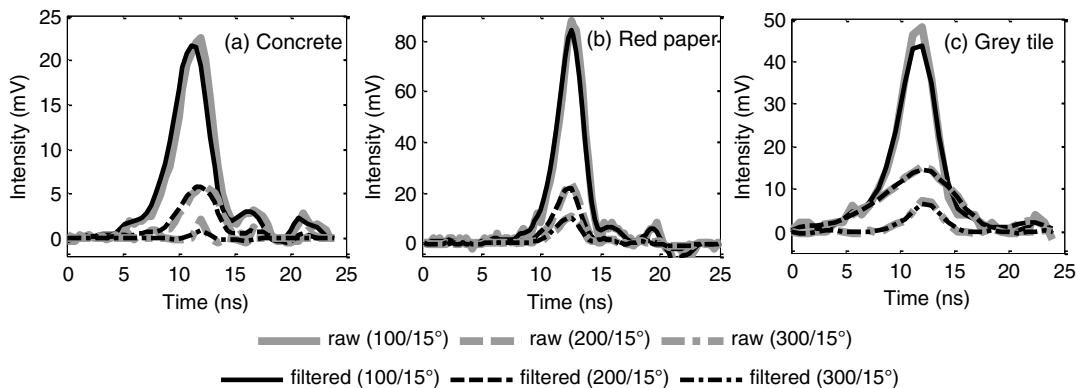 (a) Concrete
Intensity (mV)
25
20
15
10
5
0
0 5 10 15 20 25
Time (ns)
(b) Red paper
Intensity (mV)
80
60
40
20
0
0 5 10 15 20 25
Time (ns)
(c) Grey tile
Intensity (mV)
50
40
30
20
10
0
0 5 10 15 20 25
Time (ns)
raw (100/15°) raw (200/15°) raw (300/15°)
filtered (100/15°) filtered (200/15°) filtered (300/15°)